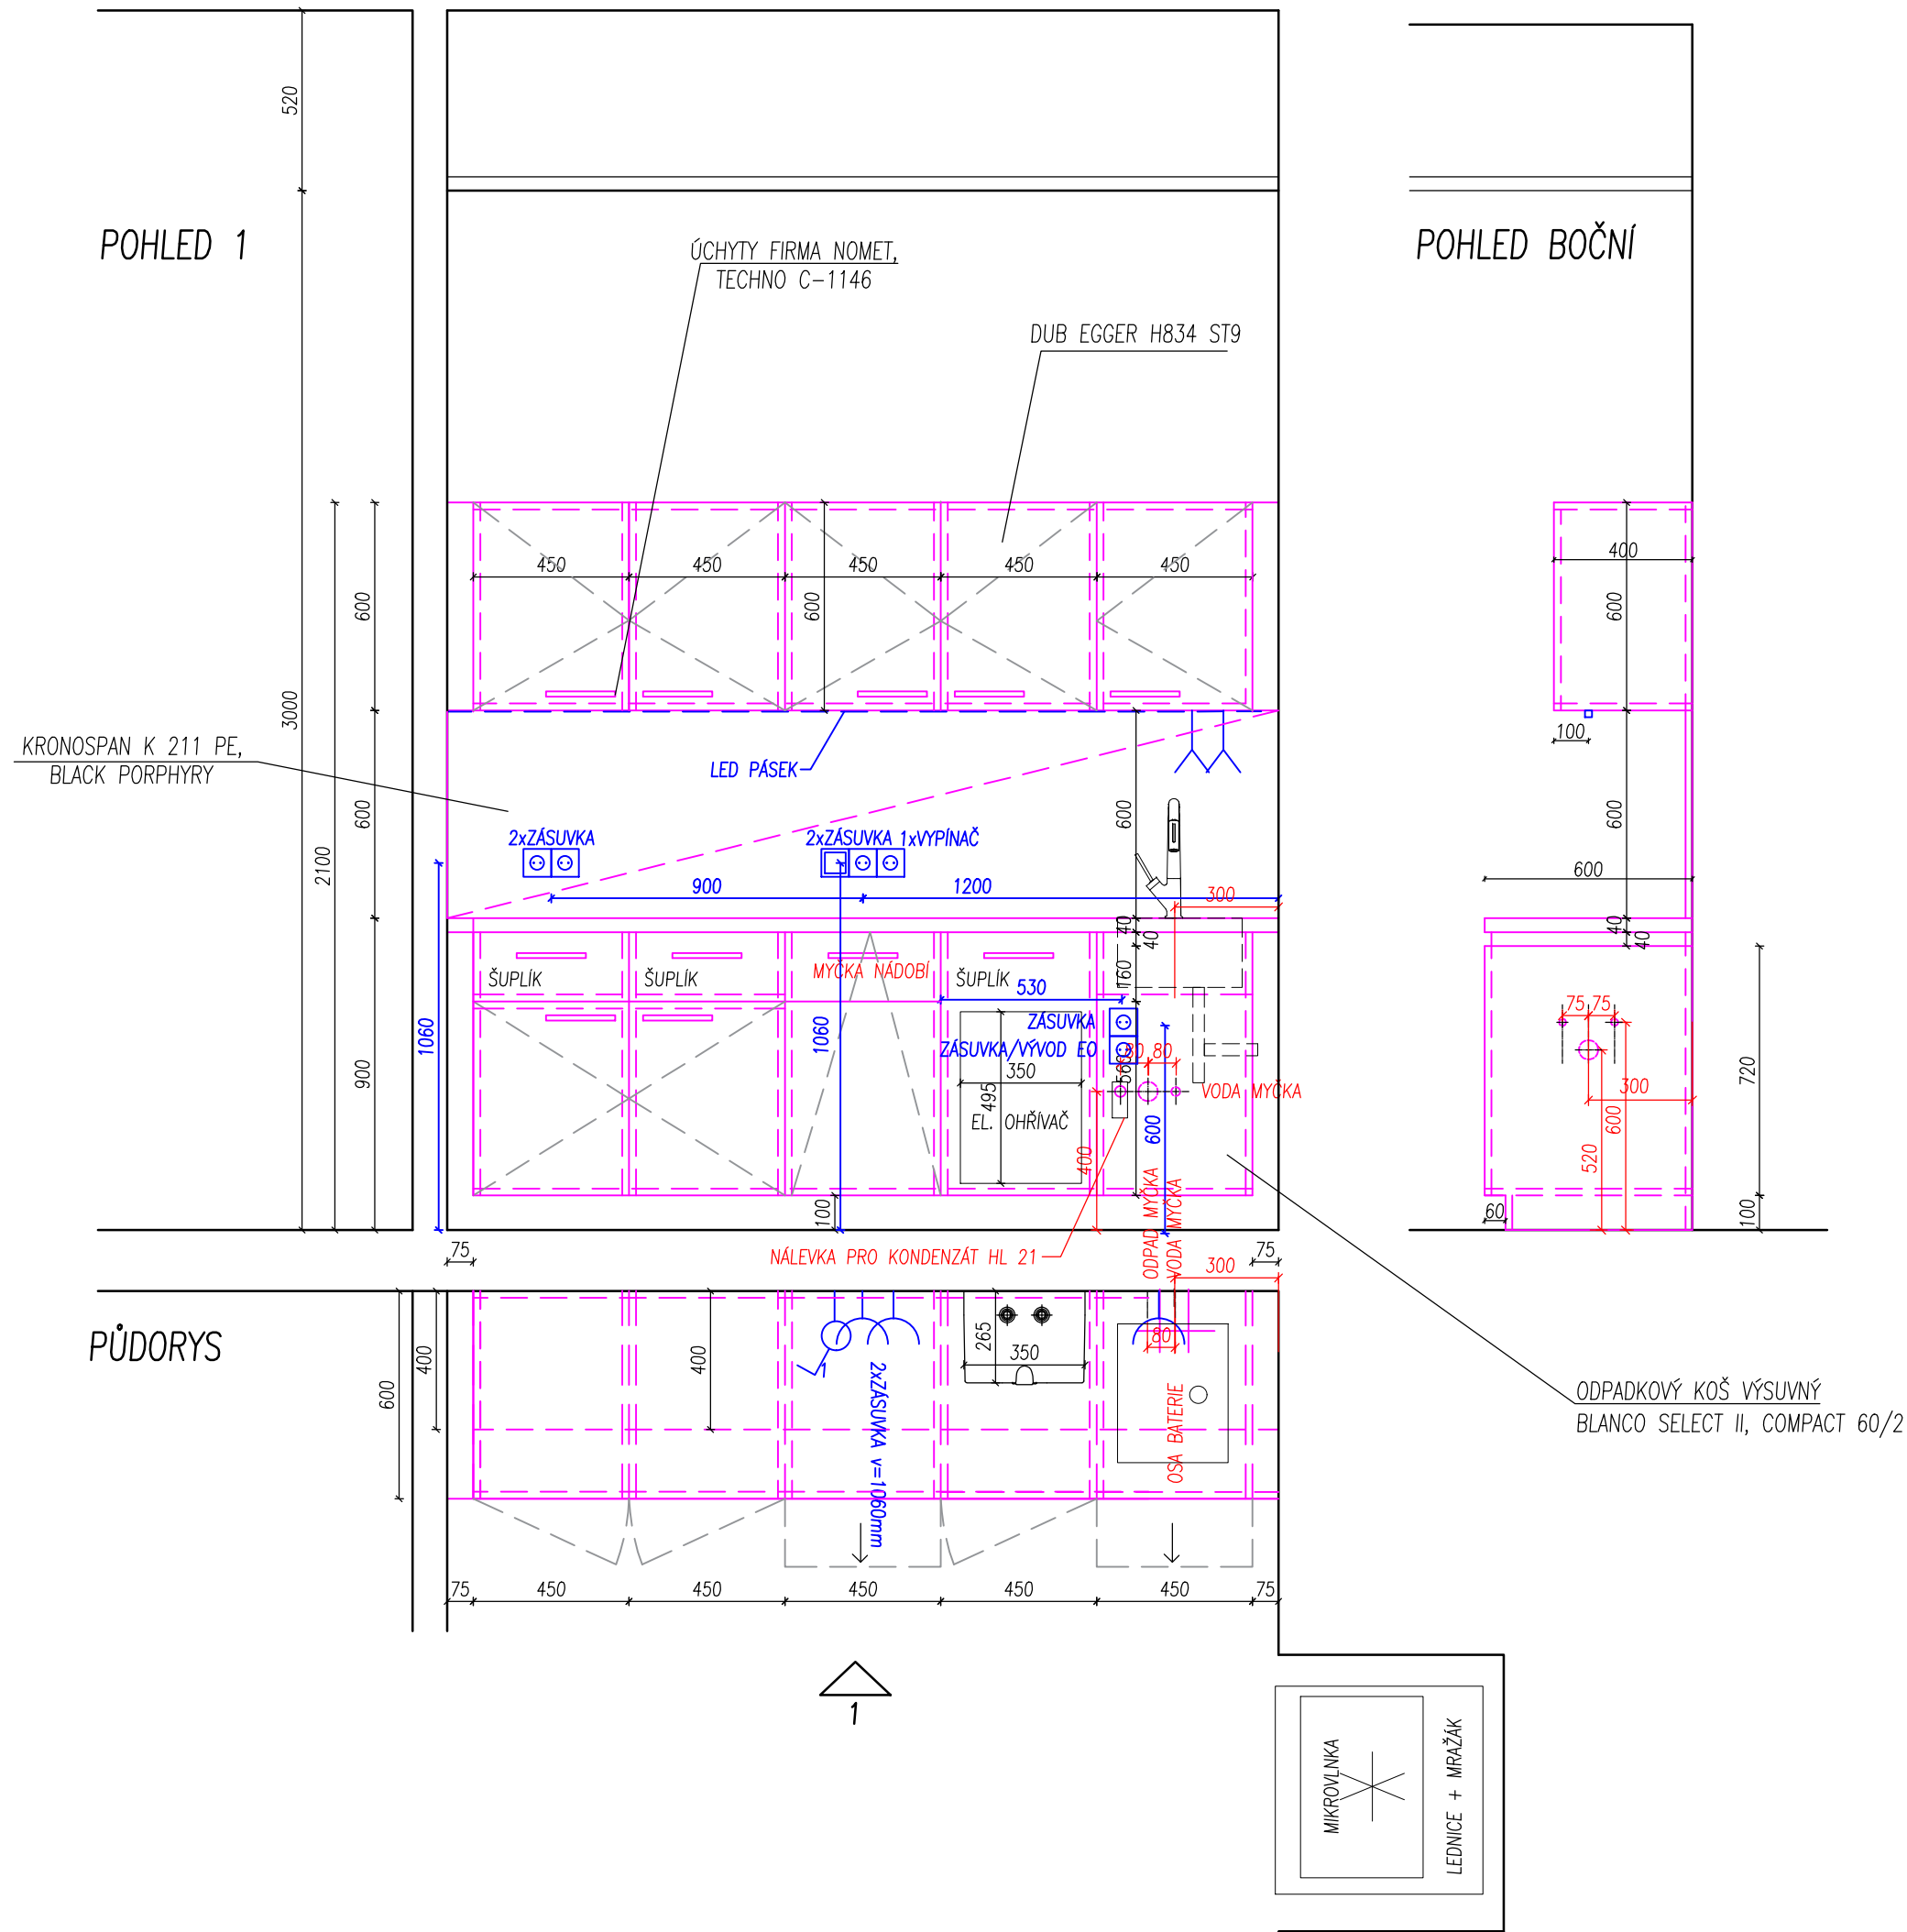 520
POHLED 1
ÚCHYTY FIRMA NOMET,
TECHNO C-1146
POHLED BOČNÍ
DUB EGGER H834 ST9
450
450
450
450
450
400
600
600
600
3000
100
KRONOSPAN K 211 PE,
BLACK PORPHYRY
LED PÁSEK
600
600
600
2100
2xZÁSUVKA
2xZÁSUVKA 1xVYPÍNAČ
600
900
1200
300
40
40
40
40
ŠUPLÍK
ŠUPLÍK
MYČKA NÁDOBÍ
ŠUPLÍK
160
530
1060
1060
900
ZÁSUVKA
ZÁSUVKA/VÝVOD EO
80
80
560
350
495
EL. OHŘÍVAČ
VODA MYČKA
400
600
75
75
300
600
520
720
100
60
100
75
75
NÁLEVKA PRO KONDENZÁT HL 21
ODPAD MYČKA
VODA MYČKA
300
PŮDORYS
600
400
400
265
350
80
1
2xZÁSUVKA v=1060mm
OSA BATERIE
ODPADKOVÝ KOŠ VÝSUVNÝ
BLANCO SELECT II, COMPACT 60/2
75
450
450
450
450
450
75
1
MIKROVLNKA
LEDNICE + MRAŽÁK